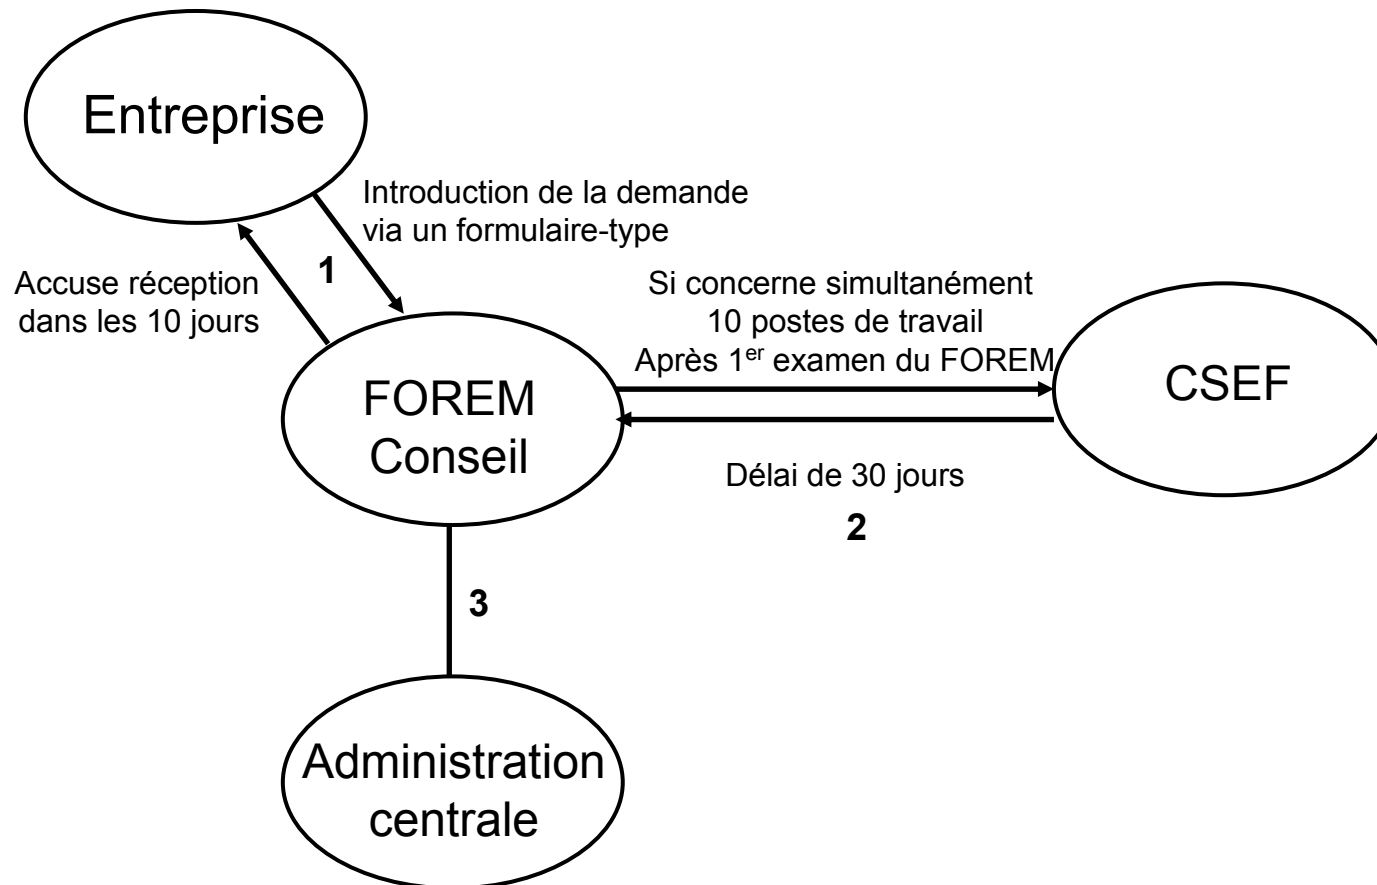 Entreprise
Introduction de la demande
via un formulaire-type
1
Accuse réception
dans les 10 jours
Si concerne simultanément
10 postes de travail
Après 1er examen du FOREM
FOREM
Conseil
CSEF
Délai de 30 jours
2
3
Administration
centrale